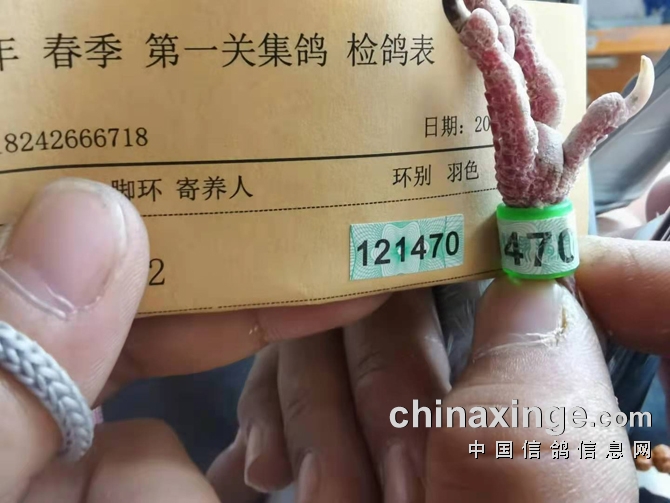 年 春季 第一关集鸽 检鸽表
18242666718
日期：20
脚环 寄养人
环别 羽色
121470
470
2
chinaxinge.com
中国信鸽信息网